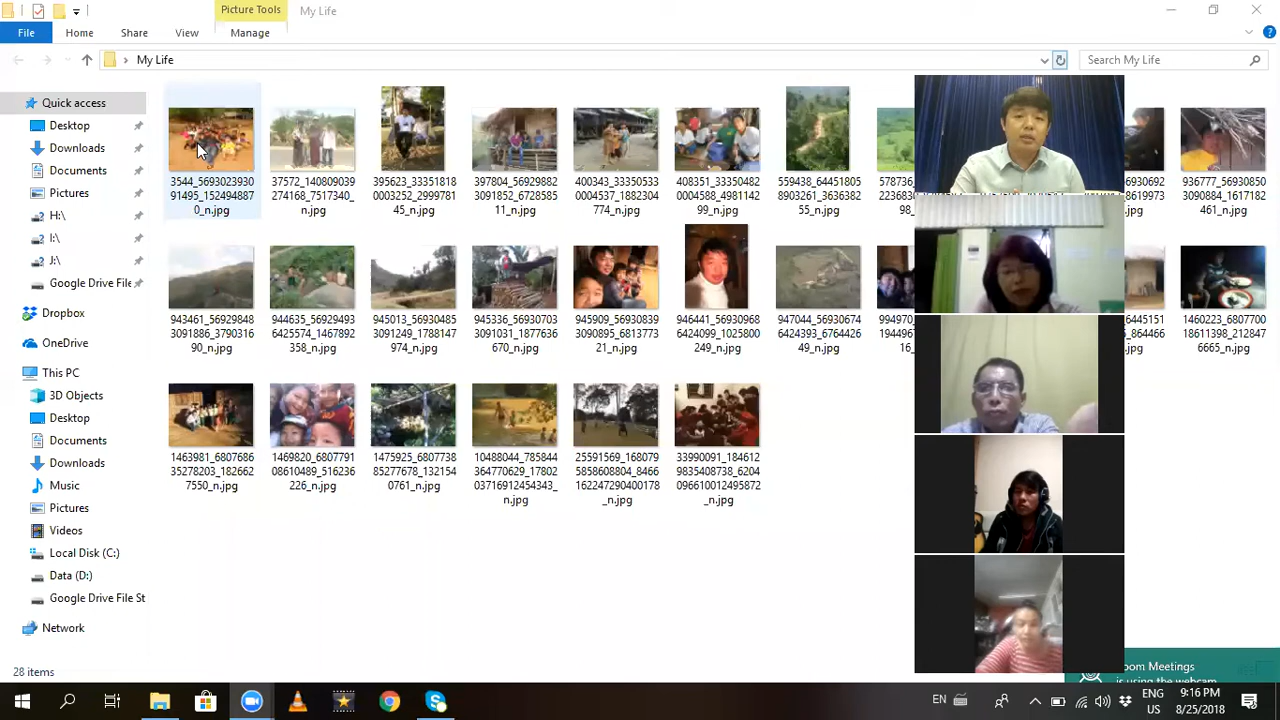 Picture Tools
My Life
File
Home
Share
View
Manage
My Life
Search My Life
Quick access
Desktop
Downloads
Documents
Pictures
H:\
I:\
J:\
Google Drive File
Dropbox
OneDrive
This PC
3D Objects
Desktop
Documents
Downloads
Music
Pictures
Videos
Local Disk (C:)
Data (D:)
Google Drive File St
Network
3544_5693023930
91495_152494887
0_n.jpg
37572_140809039
274168_7517340_
n.jpg
395623_33351818
0003252_2999781
45_n.jpg
397804_56929882
3091852_6728585
11_n.jpg
400343_33350533
0004537_1882304
774_n.jpg
408351_33350482
0004588_4981142
99_n.jpg
559438_64451805
8903261_3636382
55_n.jpg
936777_56930850
3090884_1617182
461_n.jpg
943461_56929848
3091886_3790316
90_n.jpg
944635_56929493
6425574_1467892
358_n.jpg
945013_56930485
3091249_1788147
974_n.jpg
945336_56930703
3091031_1877636
670_n.jpg
945909_56930839
3090895_6813773
21_n.jpg
946441_56930968
6424099_1025800
249_n.jpg
947044_56930674
6424393_6764426
49_n.jpg
1460223_6807700
18611398_212847
6665_n.jpg
1463981_6807686
35278203_182662
7550_n.jpg
1469820_6807791
08610489_516236
226_n.jpg
1475925_6807738
85277678_132154
0761_n.jpg
10488044_785844
364770629_17802
03716912454343_
n.jpg
25591569_168079
5858608804_8466
162247290400178
_n.jpg
33990091_184612
9835408738_6204
096610012495872
_n.jpg
28 items
oom Meetings
is using the webcam
EN
ENG
US
9:16 PM
8/25/2018